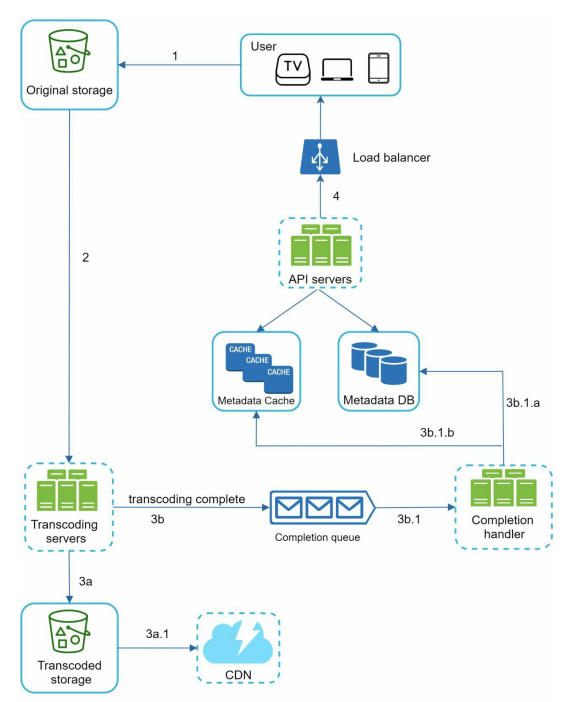 User
TV
1
Original storage
Load balancer
4
2
API servers
CACHE
CACHE
CACHE
Metadata Cache
Metadata DB
3b.1.a
3b.1.b
transcoding complete
3b
3b.1
Transcoding
servers
Completion queue
Completion
handler
3a
3a.1
Transcoded
storage
CDN